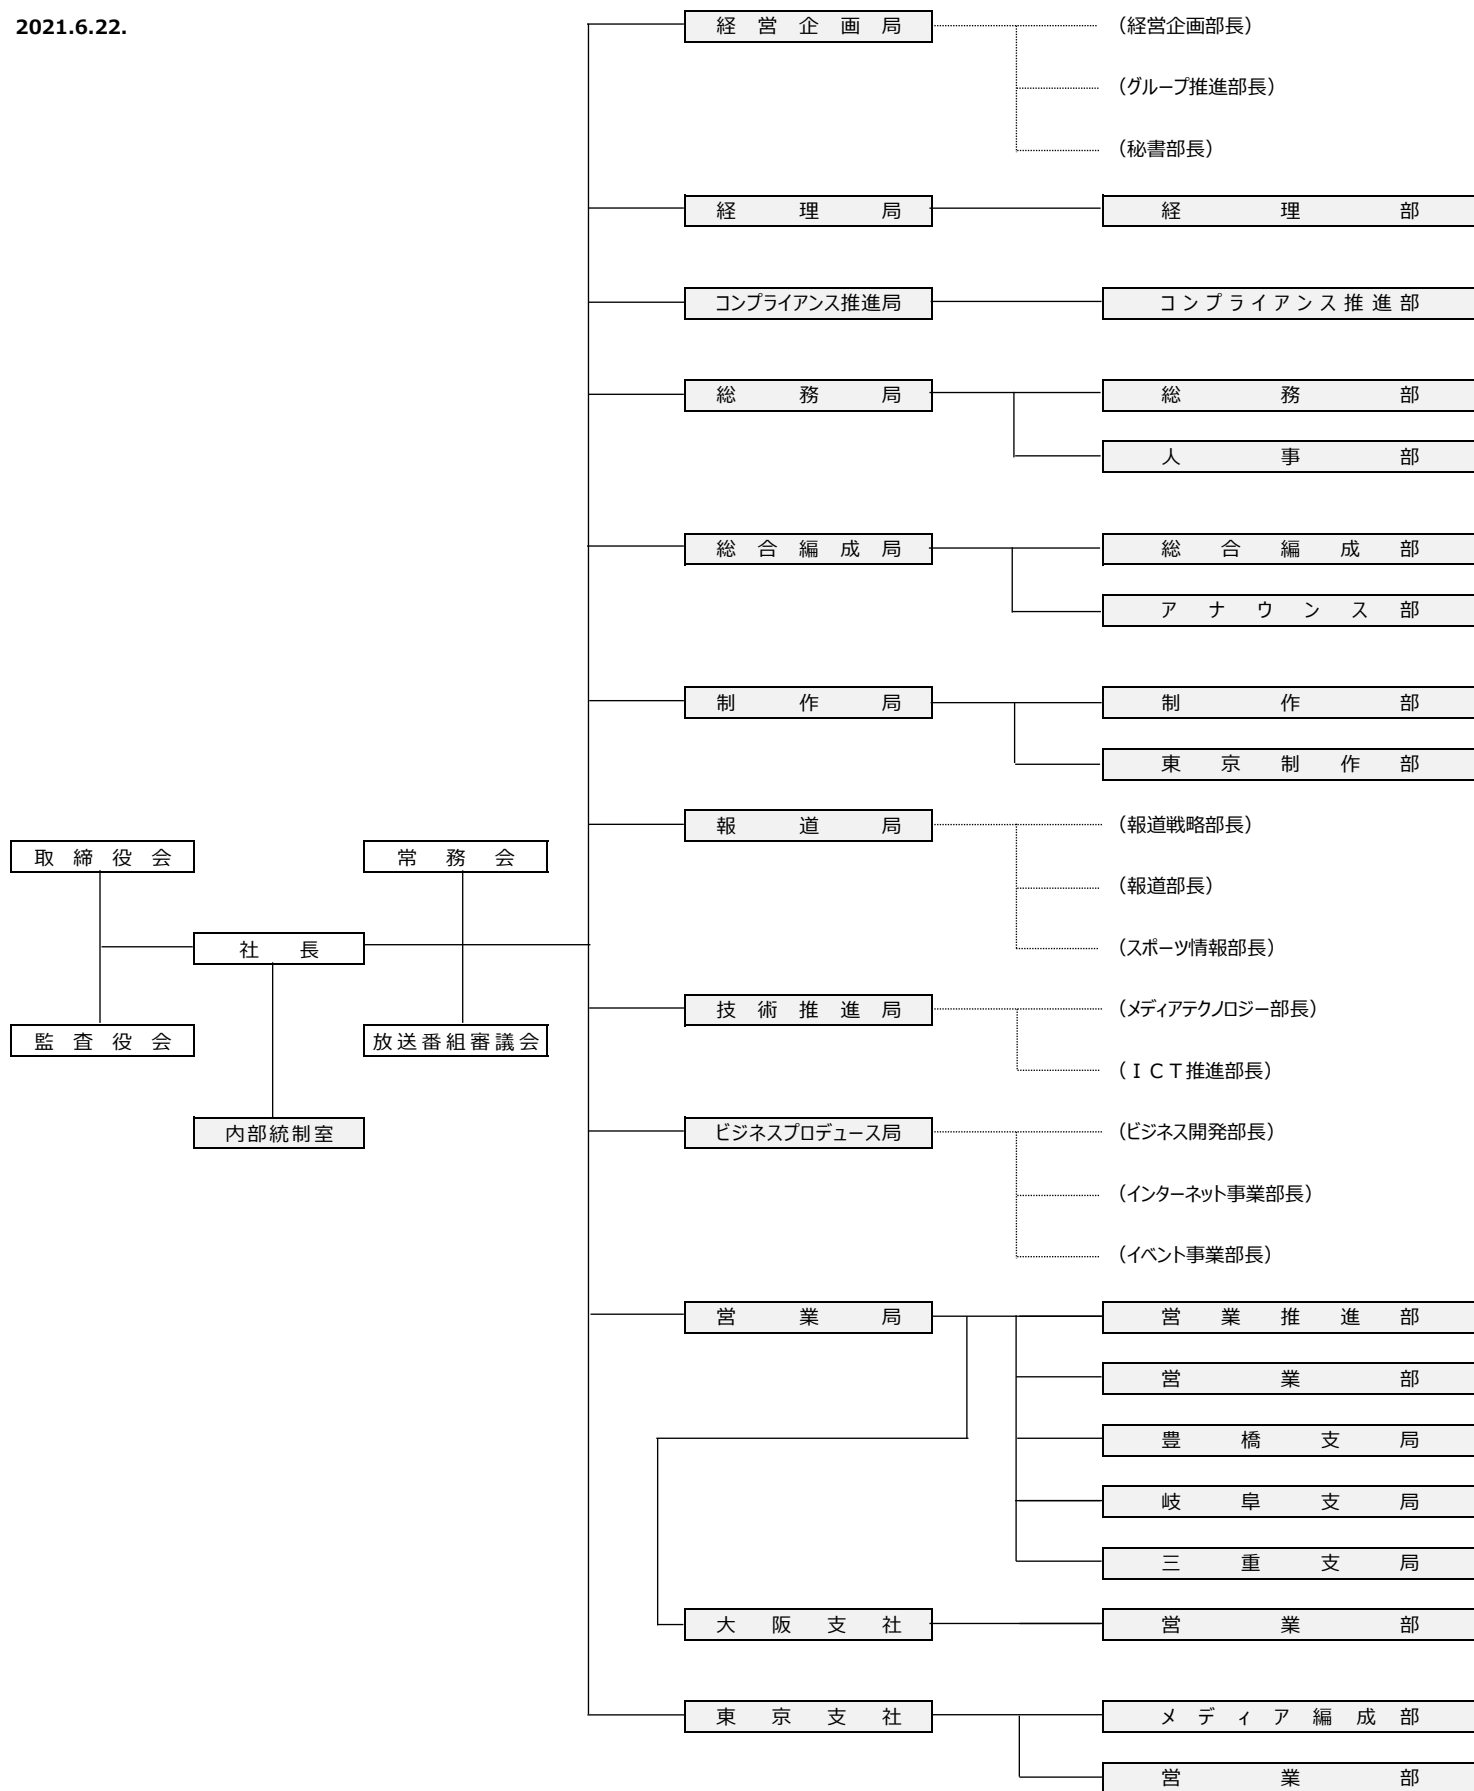 2021.6.22.
経営企画局
（経営企画部長）
（グループ推進部長）
（秘書部長）
経理局
経理部
コンプライアンス推進局
コンプライアンス推進部
総務局
総務部
人事部
総合編成局
総合編成部
アナウンス部
制作局
制作部
東京制作部
報道局
（報道戦略部長）
（報道部長）
（スポーツ情報部長）
取締役会
常務会
社長
監査役会
放送番組審議会
内部統制室
技術推進局
（メディアテクノロジー部長）
（ＩＣＴ推進部長）
ビジネスプロデュース局
（ビジネス開発部長）
（インターネット事業部長）
（イベント事業部長）
営業局
営業推進部
営業部
豊橋支局
岐阜支局
三重支局
大阪支社
営業部
東京支社
メディア編成部
営業部